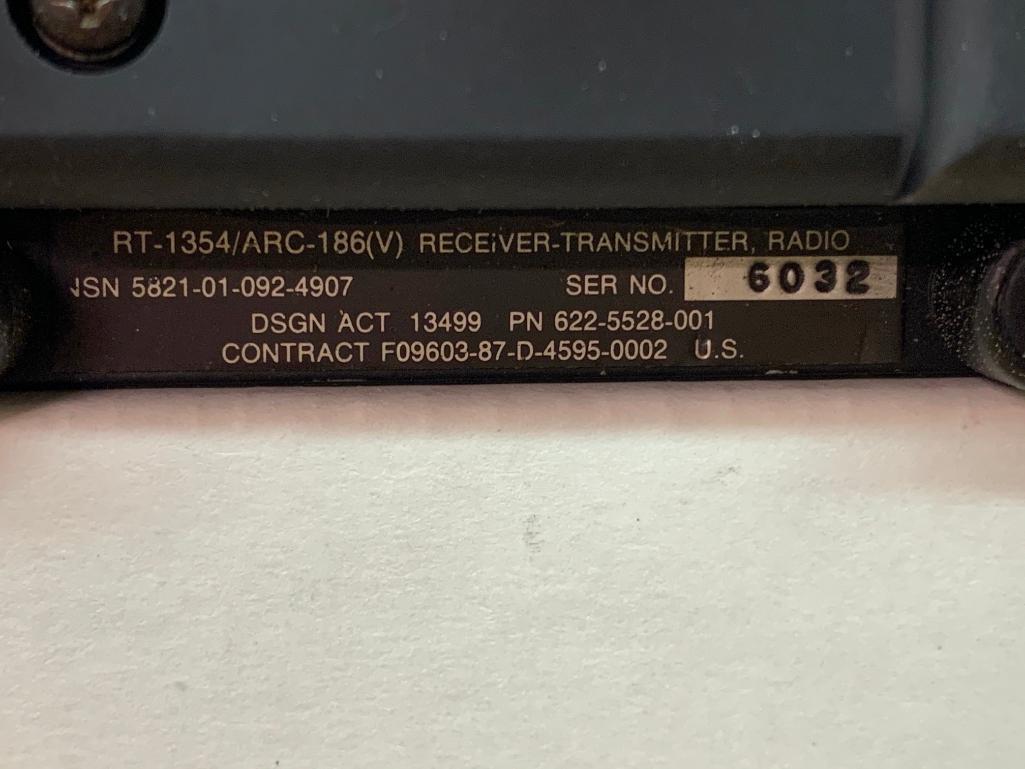 RT-1354/ARC-186(V) RECEIVER-TRANSMITTER, RADIO
NSN 5821-01-092-4907 SER NO. 6032
DSGN ACT 13499 PN 622-5528-001
CONTRACT F09603-87-D-4595-0002 U.S.